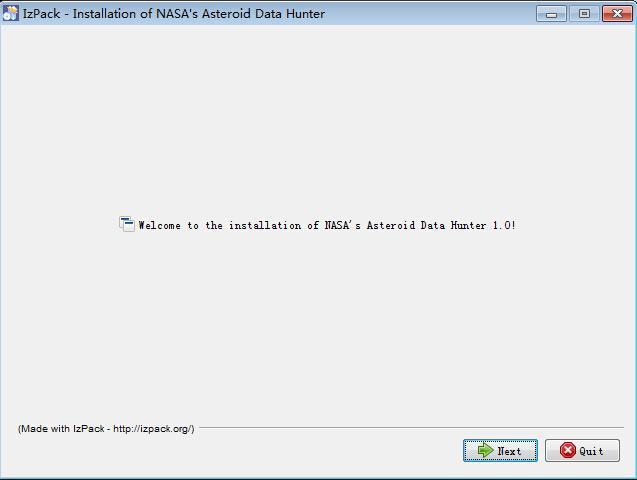 IzPack - Installation of NASA's Asteroid Data Hunter
Welcome to the installation of NASA's Asteroid Data Hunter 1.0!
(Made with IzPack - http://izpack.org/)
Next
Quit